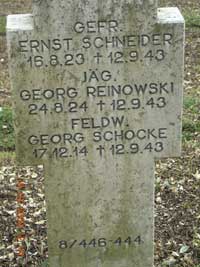 GEFR.
ERNST SCHNEIDER
16.8.23 † 12.9.43
JÄG.
GEORG REINOWSKI
24.8.24 † 12.9.43
FELDW.
GEORG SCHÖCKE
17.12.14 † 12.9.43
8/446-444